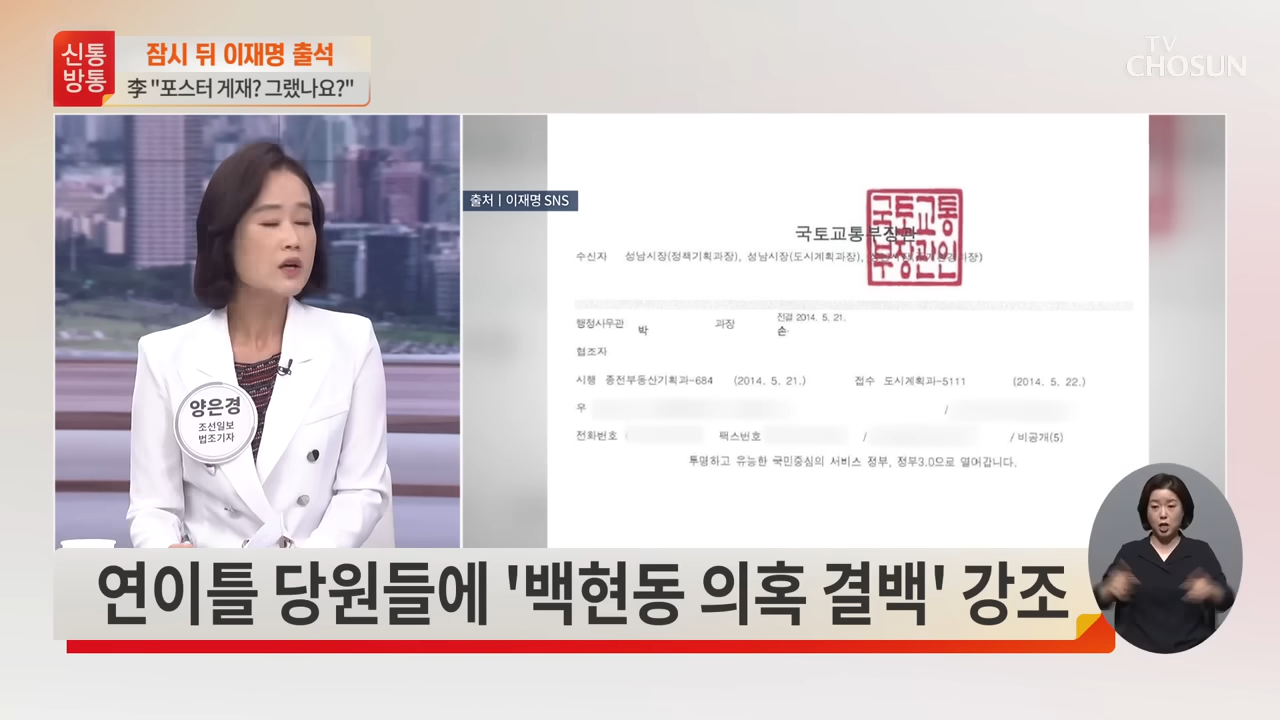 신통
방통
잠시 뒤 이재명 출석
李 "포스터 게재? 그랬나요?"
TV
CHOSUN
출처ㅣ이재명 SNS
국토교통부장관
국토교통
부장관인
수신자 성남시장(정책기획과장), 성남시장(도시계획과장),
행정사무관 박 과장 전결 2014. 5. 21.
손
협조자
시행 종전부동산기획과-684 (2014. 5. 21.) 접수 도시계획과-5111 (2014. 5. 22.)
우 /
전화번호 ( 팩스번호 / / 비공개(5)
투명하고 유능한 국민중심의 서비스 정부, 정부3.0으로 열어갑니다.
양은경
조선일보
법조기자
연이틀 당원들에 '백현동 의혹 결백' 강조